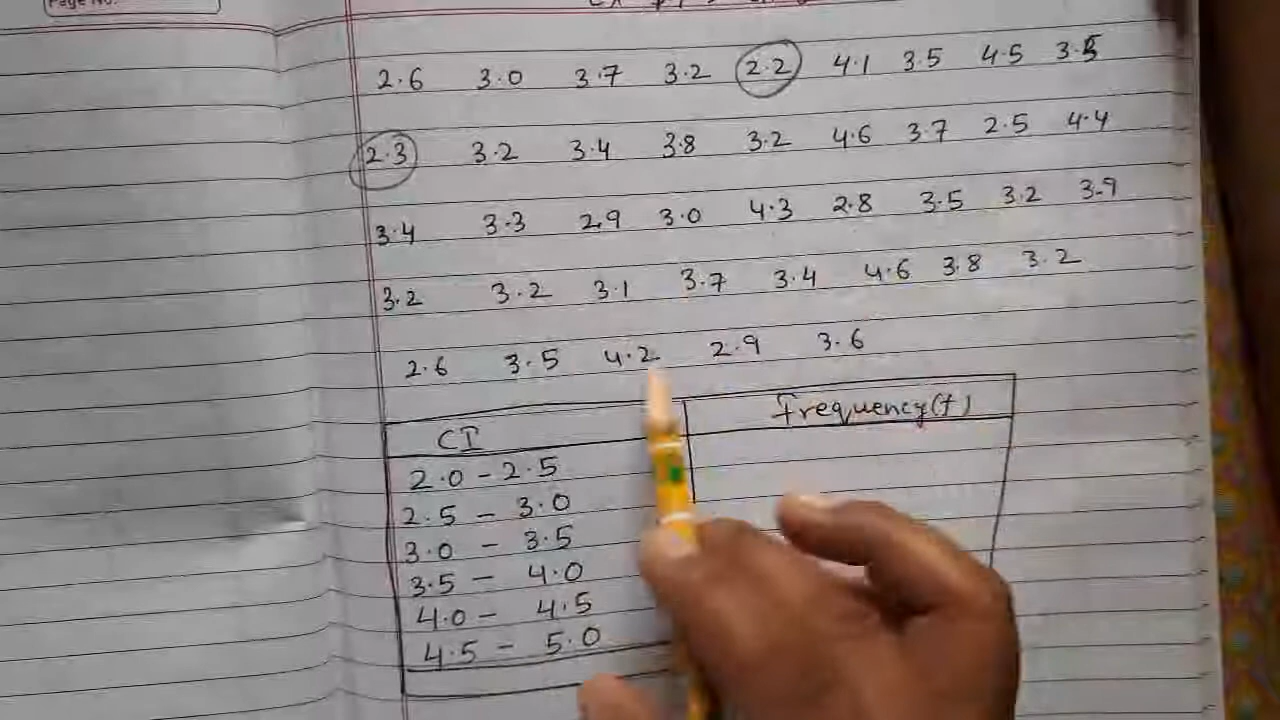 Page No.
2.6 3.0 3.7 3.2 2.2 4.1 3.5 4.5 3.5
2.3 3.2 3.4 3.8 3.2 4.6 3.7 2.5 4.4
3.4 3.3 2.9 3.0 4.3 2.8 3.5 3.2 3.9
3.2 3.2 3.1 3.7 3.4 4.6 3.8 3.2
2.6 3.5 4.2 2.9 3.6
CI Frequency(f)
2.0 - 2.5
2.5 - 3.0
3.0 - 3.5
3.5 - 4.0
4.0 - 4.5
4.5 - 5.0